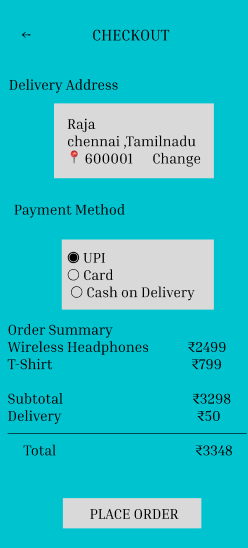 CHECKOUT
Delivery Address
Raja
chennai ,Tamilnadu
600001 Change
Payment Method
UPI
Card
Cash on Delivery
Order Summary
Wireless Headphones ₹2499
T-Shirt ₹799
Subtotal ₹3298
Delivery ₹50
Total ₹3348
PLACE ORDER